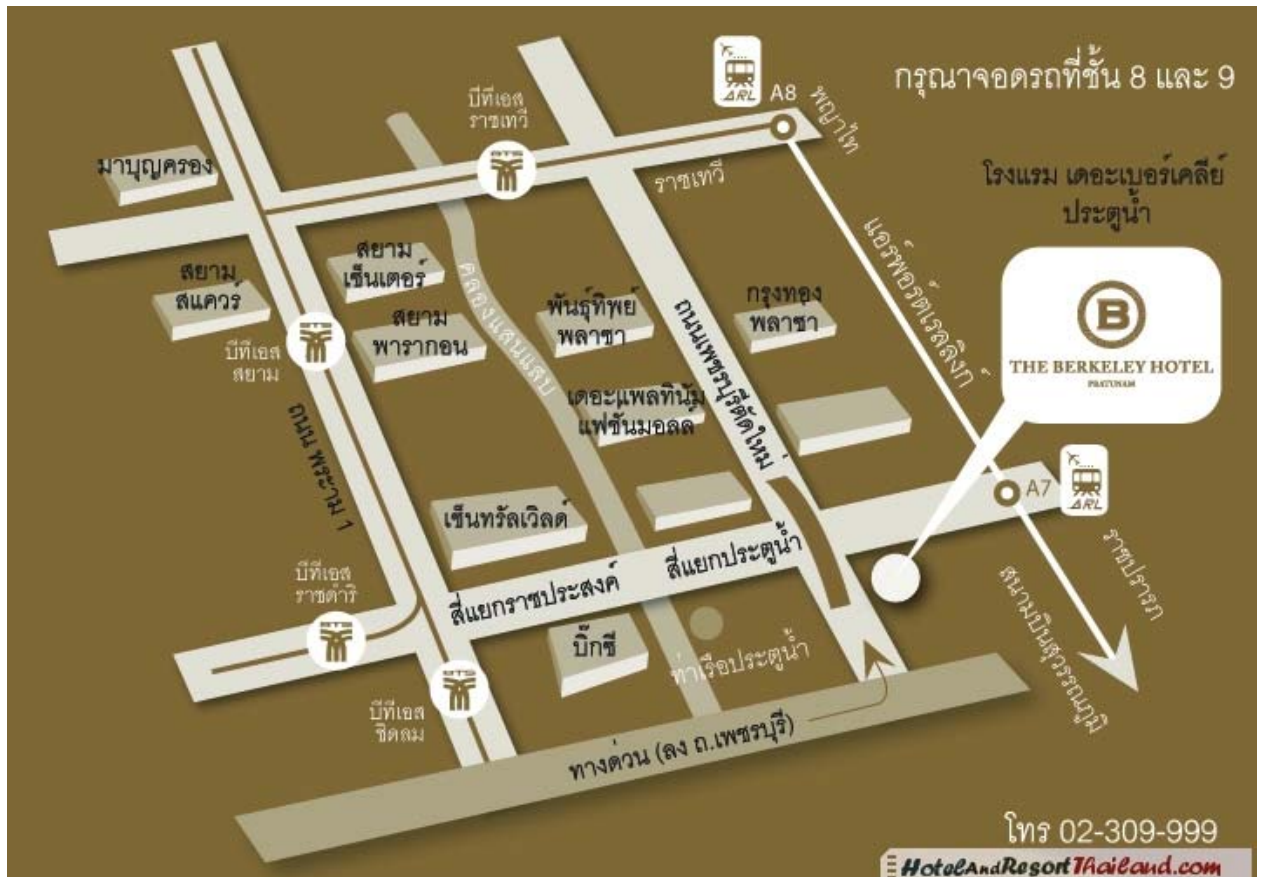 กรุณาจอดรถที่ชั้น 8 และ 9
ARL
A8
พญาไท
บีทีเอส
ราชเทวี
BTS
มาบุญครอง
ราชเทวี
โรงแรม เดอะเบอร์เคลีย์
ประตูน้ำ
สยาม
เซ็นเตอร์
สยาม
สแควร์
คลองแสนแสบ
แอร์พอร์ตเรลลิงก์
B
THE BERKELEY HOTEL
PRATUNAM
สยาม
พารากอน
พันธุ์ทิพย์
พลาซา
กรุงทอง
พลาซา
BTS
บีทีเอส
สยาม
ถนนเพชรบุรีตัดใหม่
เดอะแพลทินัม
แฟชั่นมอลล์
ถนน พระราม 1
เซ็นทรัลเวิลด์
A7
ARL
ราชปรารภ
สี่แยกประตูน้ำ
สี่แยกราชประสงค์
บีทีเอส
ราชดำริ
BTS
บิ๊กซี
ท่าเรือประตูน้ำ
สนามบินสุวรรณภูมิ
BTS
บีทีเอส
ชิดลม
ทางด่วน (ลง ถ.เพชรบุรี)
โทร 02-309-999
HotelAndResortThailand.com